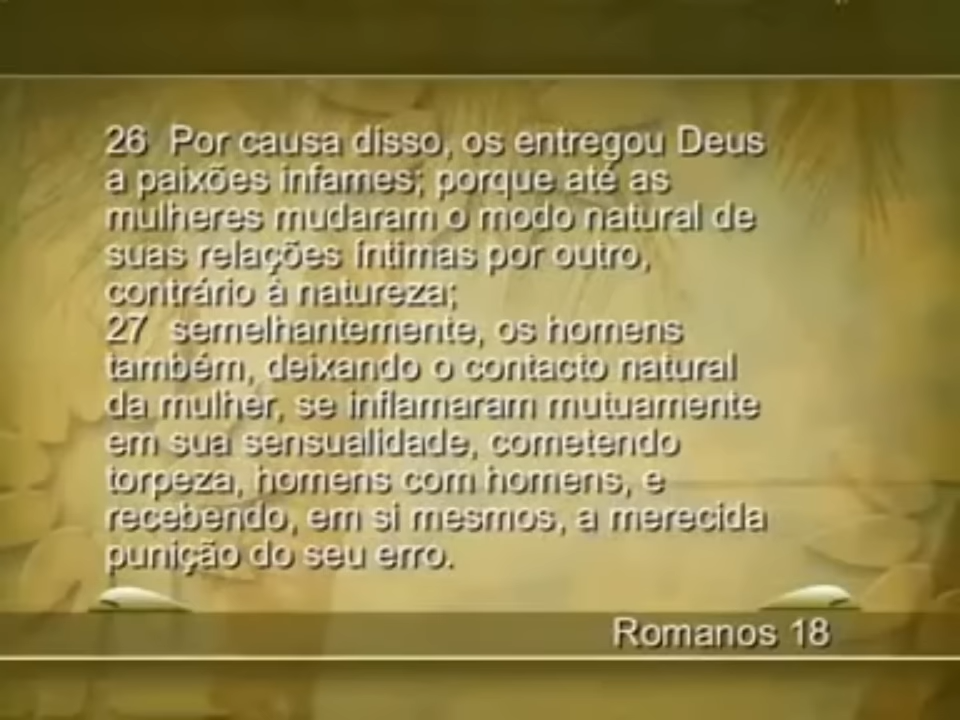 26 Por causa disso, os entregou Deus
a paixões infames; porque até as
mulheres mudaram o modo natural de
suas relações íntimas por outro,
contrário à natureza;
27 semelhantemente, os homens
também, deixando o contacto natural
da mulher, se inflamaram mutuamente
em sua sensualidade, cometendo
torpeza, homens com homens, e
recebendo, em si mesmos, a merecida
punição do seu erro.
Romanos 18